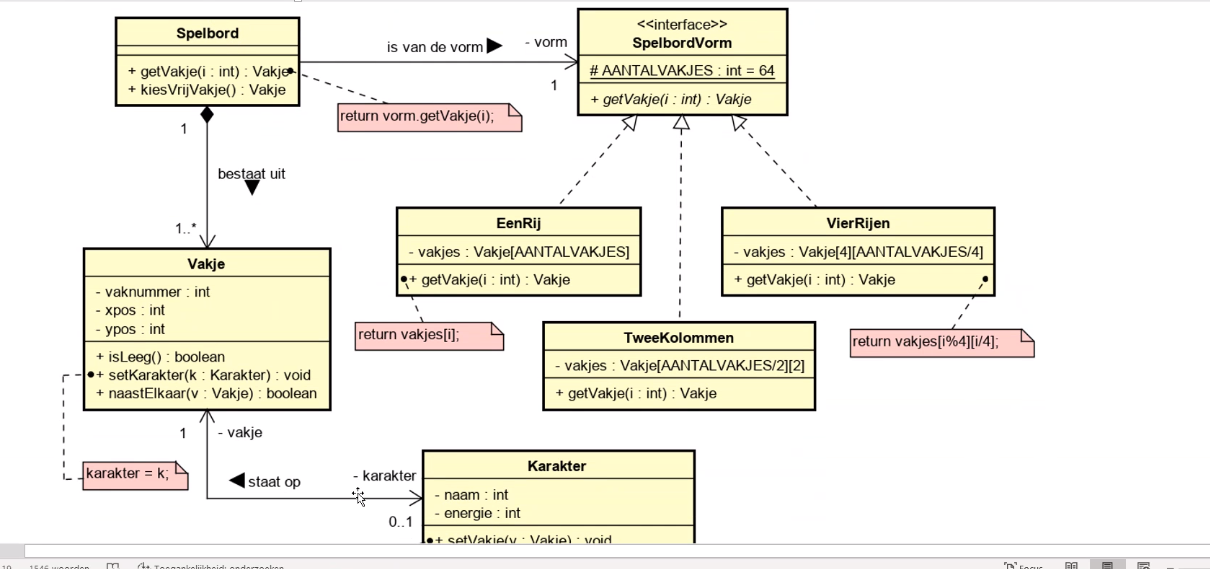 Spelbord
+ getVakje(i : int) : Vakje
+ kiesVrijVakje() : Vakje
is van de vorm
- vorm
1
<<interface>>
SpelbordVorm
# AANTALVAKJES : int = 64
+ getVakje(i : int) : Vakje
return vorm.getVakje(i);
1
bestaat uit
1..*
EenRij
- vakjes : Vakje[AANTALVAKJES]
+ getVakje(i : int) : Vakje
return vakjes[i];
VierRijen
- vakjes : Vakje[4][AANTALVAKJES/4]
+ getVakje(i : int) : Vakje
return vakjes[i%4][i/4];
TweeKolommen
- vakjes : Vakje[AANTALVAKJES/2][2]
+ getVakje(i : int) : Vakje
Vakje
- vaknummer : int
- xpos : int
- ypos : int
+ isLeeg() : boolean
+ setKarakter(k : Karakter) : void
+ naastElkaar(v : Vakje) : boolean
1
- vakje
karakter = k;
staat op
- karakter
0..1
Karakter
- naam : int
- energie : int
+ setVakje(v : Vakje) : void
19 1546 woorden Toegankelijkheid: onderzoeken Focus